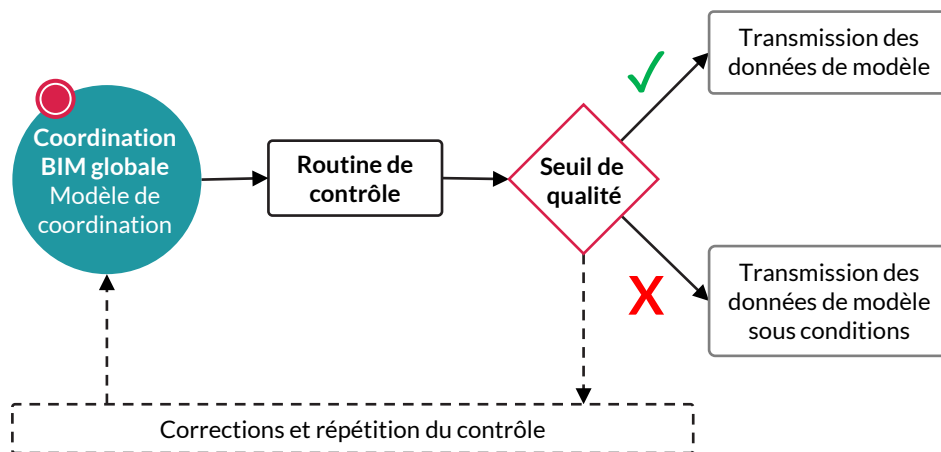 Coordination
BIM globale
Modèle de
coordination
Routine de
contrôle
Seuil de
qualité
Transmission des
données de modèle
Transmission des
données de modèle
sous conditions
Corrections et répétition du contrôle